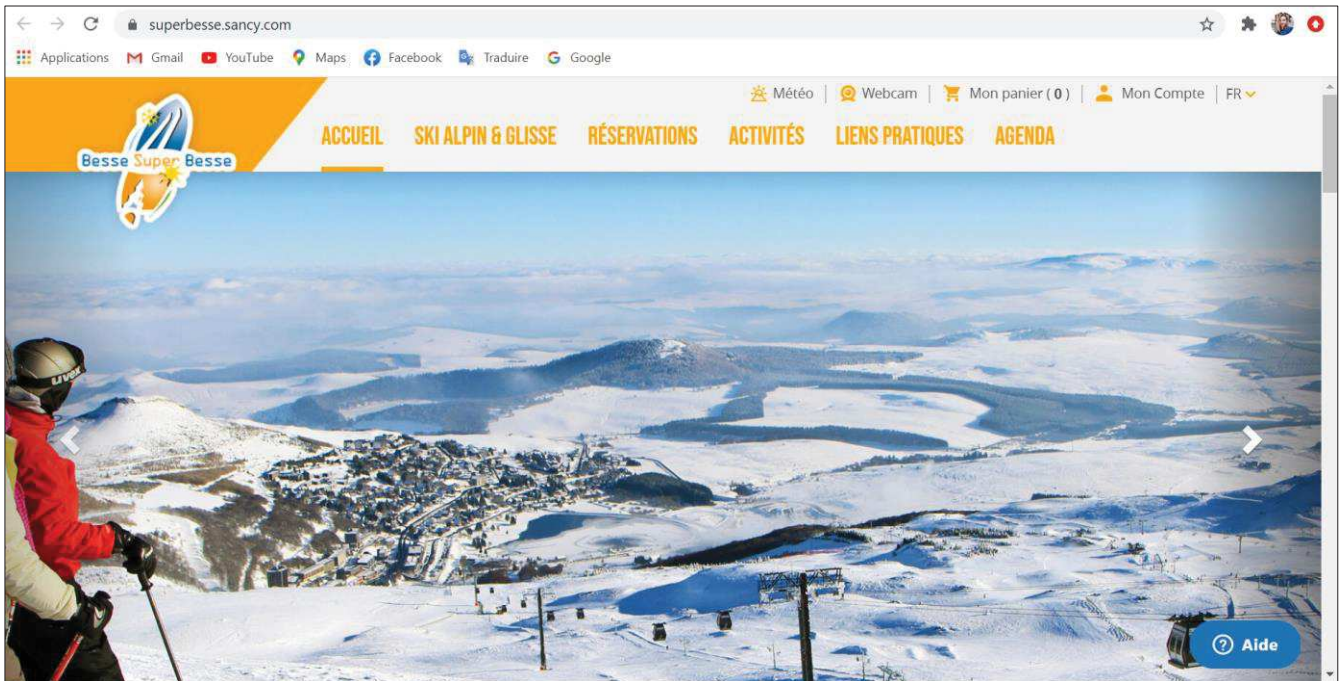 superbesse.sancy.com
Applications Gmail YouTube Maps Facebook Traduire Google
Météo | Webcam | Mon panier ( 0 ) | Mon Compte | FR
ACCUEIL SKI ALPIN & GLISSE RÉSERVATIONS ACTIVITÉS LIENS PRATIQUES AGENDA
Besse Super Besse
uvex
Aide